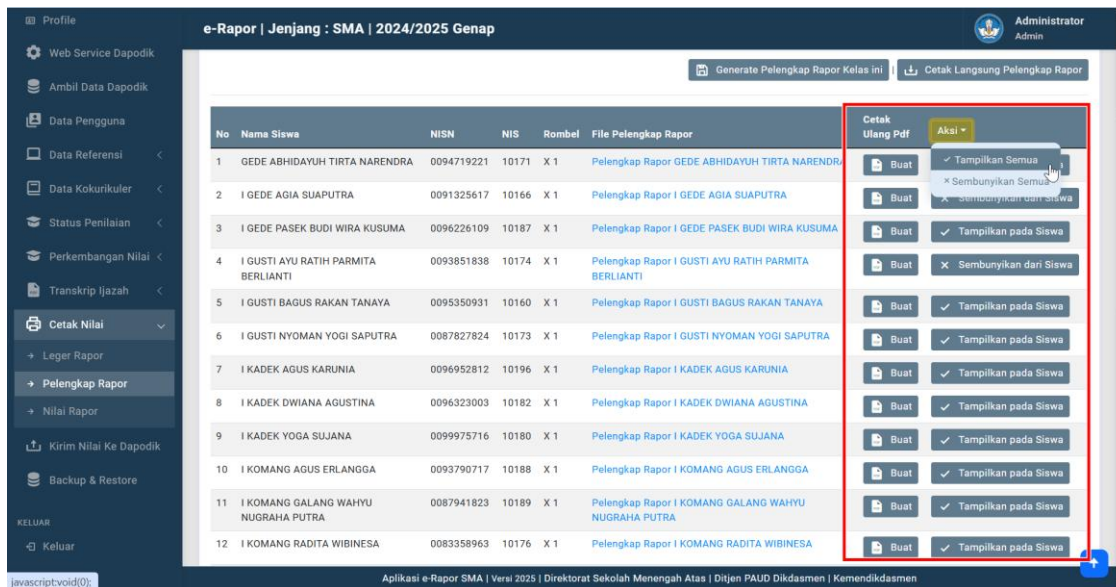 Profile
Web Service Dapodik
Ambil Data Dapodik
Data Pengguna
Data Referensi
Data Kokurikuler
Status Penilaian
Perkembangan Nilai
Transkrip Ijazah
Cetak Nilai
Leger Rapor
Pelengkap Rapor
Nilai Rapor
Kirim Nilai Ke Dapodik
Backup & Restore
KELUAR
Keluar
javascript:void(0);
e-Rapor | Jenjang : SMA | 2024/2025 Genap
Administrator
Admin
Generate Pelengkap Rapor Kelas ini | Cetak Langsung Pelengkap Rapor
No Nama Siswa NISN NIS Rombel File Pelengkap Rapor Cetak Ulang Pdf Aksi
Tampilkan Semua
Sembunyikan Semua
1 GEDE ABHIDAYUH TIRTA NARENDRA 0094719221 10171 X 1 Pelengkap Rapor GEDE ABHIDAYUH TIRTA NARENDRA Buat
2 I GEDE AGIA SUAPUTRA 0091325617 10166 X 1 Pelengkap Rapor I GEDE AGIA SUAPUTRA Buat Sembunyikan dari Siswa
3 I GEDE PASEK BUDI WIRA KUSUMA 0096226109 10187 X 1 Pelengkap Rapor I GEDE PASEK BUDI WIRA KUSUMA Buat Tampilkan pada Siswa
4 I GUSTI AYU RATIH PARMITA BERLIANTI 0093851838 10174 X 1 Pelengkap Rapor I GUSTI AYU RATIH PARMITA BERLIANTI Buat Sembunyikan dari Siswa
5 I GUSTI BAGUS RAKAN TANAYA 0095350931 10160 X 1 Pelengkap Rapor I GUSTI BAGUS RAKAN TANAYA Buat Tampilkan pada Siswa
6 I GUSTI NYOMAN YOGI SAPUTRA 0087827824 10173 X 1 Pelengkap Rapor I GUSTI NYOMAN YOGI SAPUTRA Buat Tampilkan pada Siswa
7 I KADEK AGUS KARUNIA 0096952812 10196 X 1 Pelengkap Rapor I KADEK AGUS KARUNIA Buat Tampilkan pada Siswa
8 I KADEK DWIANA AGUSTINA 0096323003 10182 X 1 Pelengkap Rapor I KADEK DWIANA AGUSTINA Buat Tampilkan pada Siswa
9 I KADEK YOGA SUJANA 0099975716 10180 X 1 Pelengkap Rapor I KADEK YOGA SUJANA Buat Tampilkan pada Siswa
10 I KOMANG AGUS ERLANGGA 0093790717 10188 X 1 Pelengkap Rapor I KOMANG AGUS ERLANGGA Buat Tampilkan pada Siswa
11 I KOMANG GALANG WAHYU NUGRAHA PUTRA 0087941823 10189 X 1 Pelengkap Rapor I KOMANG GALANG WAHYU NUGRAHA PUTRA Buat Tampilkan pada Siswa
12 I KOMANG RADITA WIBINESA 0083358963 10176 X 1 Pelengkap Rapor I KOMANG RADITA WIBINESA Buat Tampilkan pada Siswa
Aplikasi e-Rapor SMA | Versi 2025 | Direktorat Sekolah Menengah Atas | Ditjen PAUD Dikdasmen | Kemendikdasmen